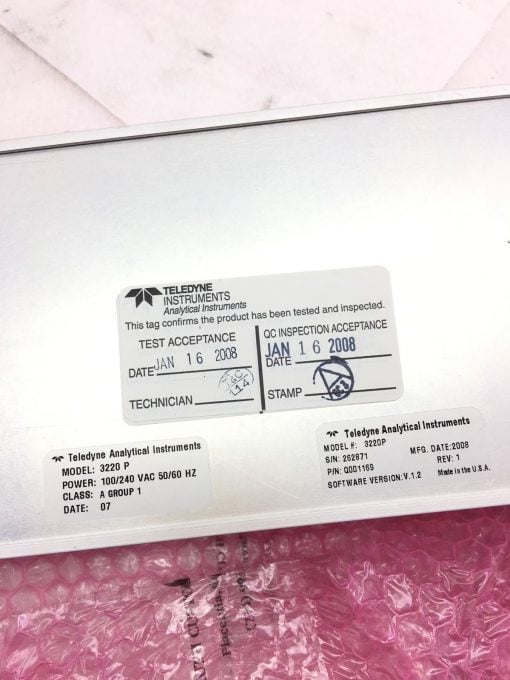 TELEDYNE
INSTRUMENTS
Analytical Instruments
This tag confirms the product has been tested and inspected.
TEST ACCEPTANCE
DATE JAN 16 2008
TECHNICIAN
QC INSPECTION ACCEPTANCE
JAN 16 2008
DATE
STAMP
Teledyne Analytical Instruments
MODEL: 3220 P
POWER: 100/240 VAC 50/60 HZ
CLASS: A GROUP 1
DATE: 07
Teledyne Analytical Instruments
MODEL #: 3220P MFG. DATE:2008
S/N: 262871 REV: 1
P/N: Q001169 Made in the U.S.A.
SOFTWARE VERSION: V.1.2